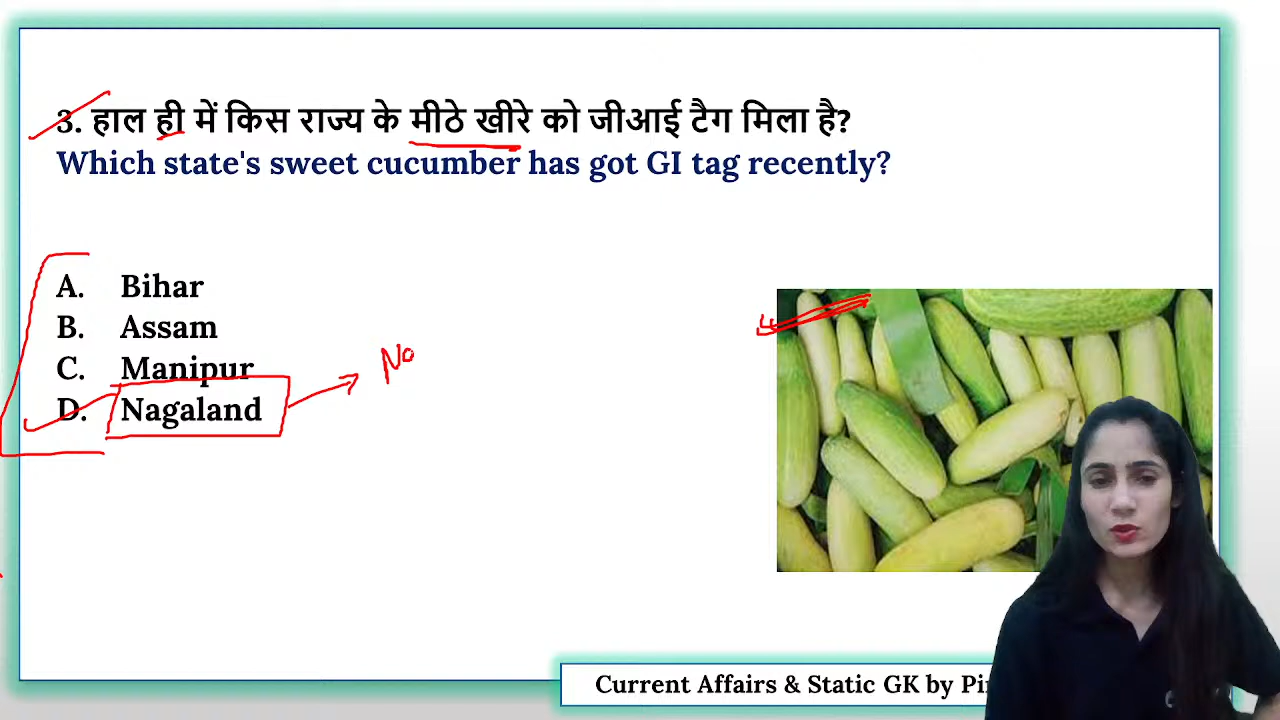 3. हाल ही में किस राज्य के मीठे खीरे को जीआई टैग मिला है?
Which state's sweet cucumber has got GI tag recently?
A. Bihar
B. Assam
C. Manipur
D. Nagaland
No
Current Affairs & Static GK by